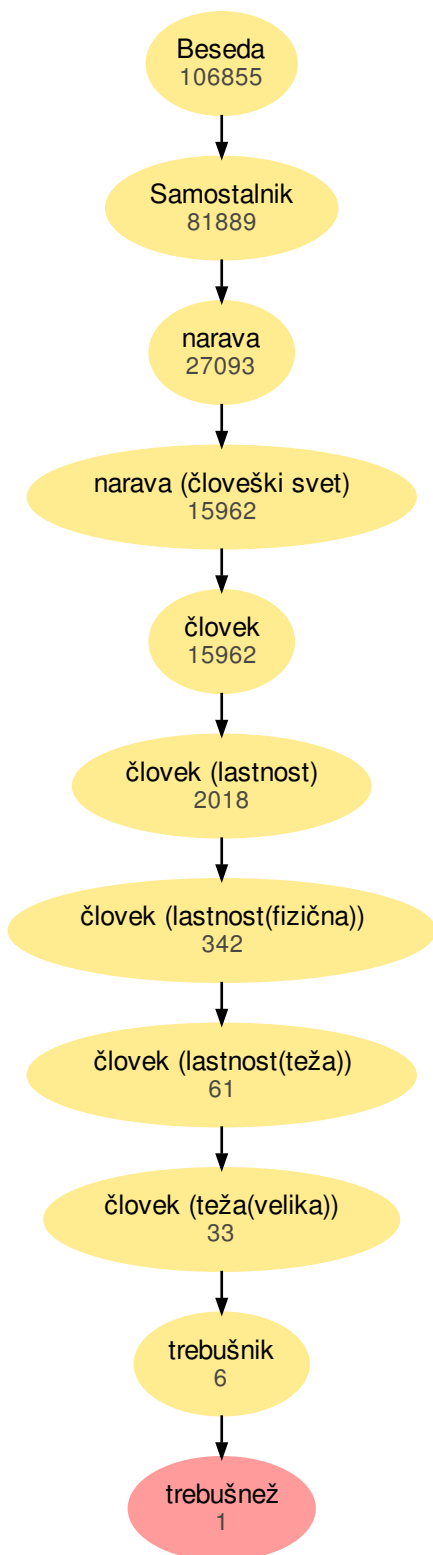 Beseda
106855
Samostalnik
81889
narava
27093
narava (človeški svet)
15962
človek
15962
človek (lastnost)
2018
človek (lastnost(fizična))
342
človek (lastnost(teža))
61
človek (teža(velika))
33
trebušnik
6
trebušnež
1